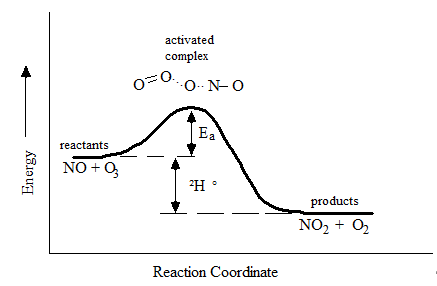 activated
complex
O=O···O··N–O
Eₐ
reactants
NO + O₃
²H °
products
NO₂ + O₂
Energy
Reaction Coordinate